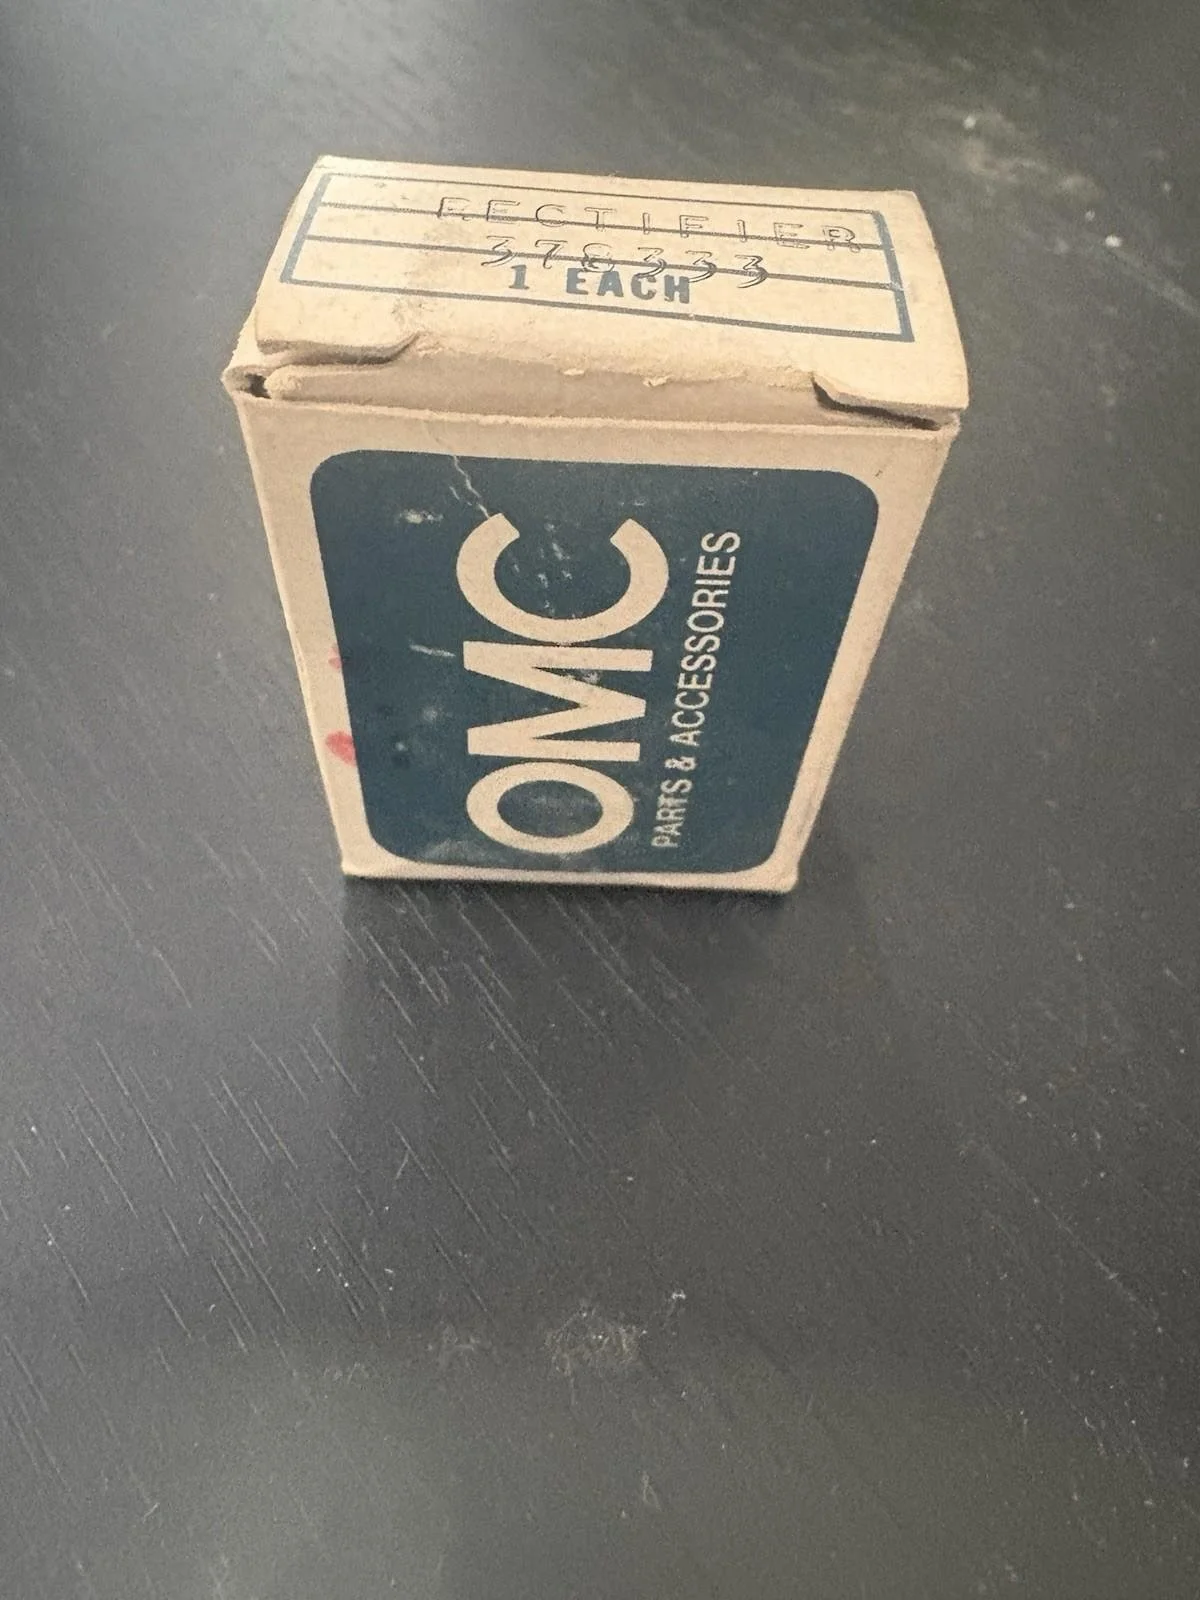 RECTIFIER
378333
1 EACH
OMC
PARTS & ACCESSORIES